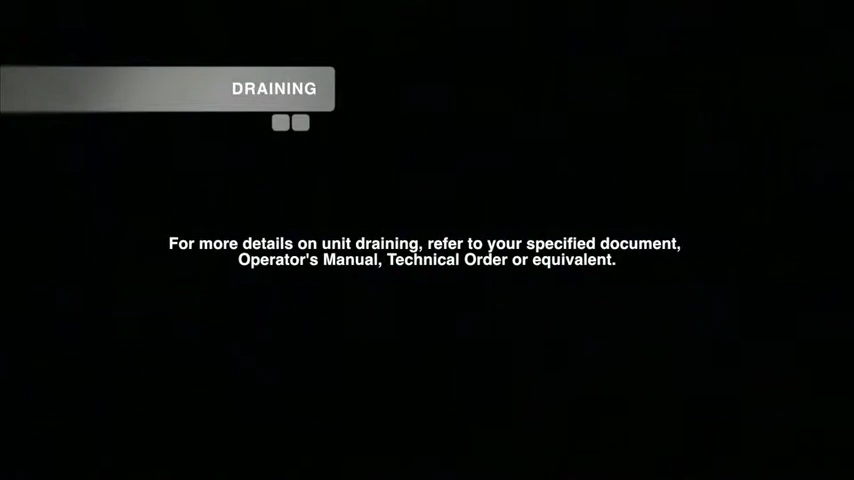 DRAINING
For more details on unit draining, refer to your specified document,
Operator's Manual, Technical Order or equivalent.